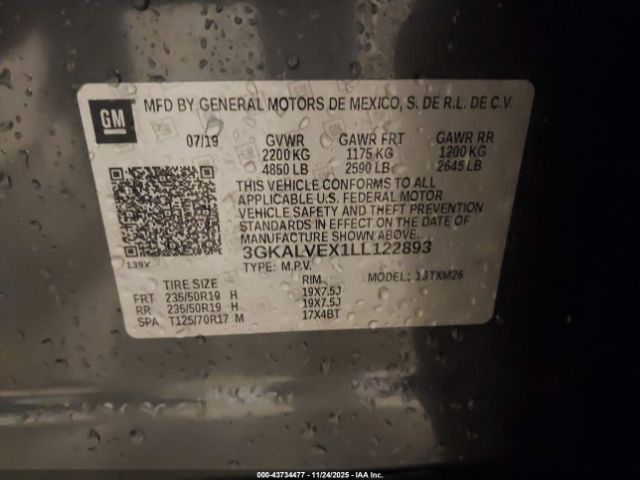 GM
MFD BY GENERAL MOTORS DE MEXICO, S. DE R.L. DE C.V.
07/19 GVWR GAWR FRT GAWR RR
2200 KG 1175 KG 1200 KG
4850 LB 2590 LB 2645 LB
THIS VEHICLE CONFORMS TO ALL
APPLICABLE U.S. FEDERAL MOTOR
VEHICLE SAFETY AND THEFT PREVENTION
STANDARDS IN EFFECT ON THE DATE OF
MANUFACTURE SHOWN ABOVE.
3GKALVEX1LL122893
139X TYPE: M.P.V. MODEL: 13TXM26
TIRE SIZE RIM
FRT 235/50R19 H 19X7.5J
RR 235/50R19 H 19X7.5J
SPA T125/70R17 M 17X4BT
000-43734477 - 11/24/2025 - IAA Inc.